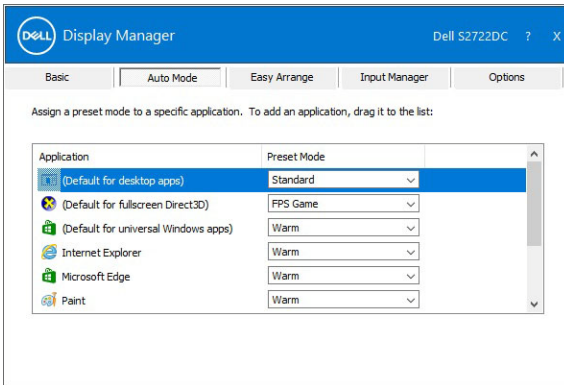 DELL Display Manager Dell S2722DC ? X
Basic Auto Mode Easy Arrange Input Manager Options
Assign a preset mode to a specific application. To add an application, drag it to the list:
Application Preset Mode
(Default for desktop apps) Standard
(Default for fullscreen Direct3D) FPS Game
(Default for universal Windows apps) Warm
Internet Explorer Warm
Microsoft Edge Warm
Paint Warm